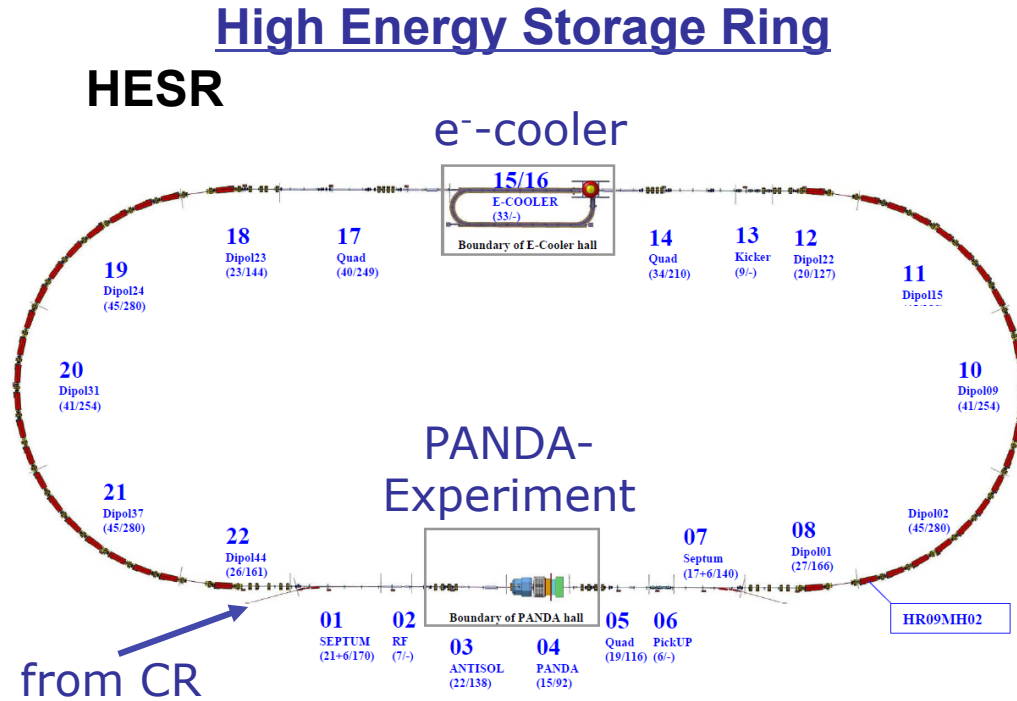 High Energy Storage Ring
HESR
e⁻-cooler
15/16
E-COOLER
(33/-)
Boundary of E-Cooler hall
18
Dipol23
(23/144)
17
Quad
(40/249)
14
Quad
(34/210)
13
Kicker
(9/-)
12
Dipol22
(20/127)
19
Dipol24
(45/280)
11
Dipol15
20
Dipol31
(41/254)
10
Dipol09
(41/254)
PANDA-
Experiment
21
Dipol37
(45/280)
Dipol02
(45/280)
22
Dipol44
(26/161)
07
Septum
(17+6/140)
08
Dipol01
(27/166)
Boundary of PANDA hall
HR09MH02
01
SEPTUM
(21+6/170)
02
RF
(7/-)
03
ANTISOL
(22/138)
04
PANDA
(15/92)
05
Quad
(19/116)
06
PickUP
(6/-)
from CR